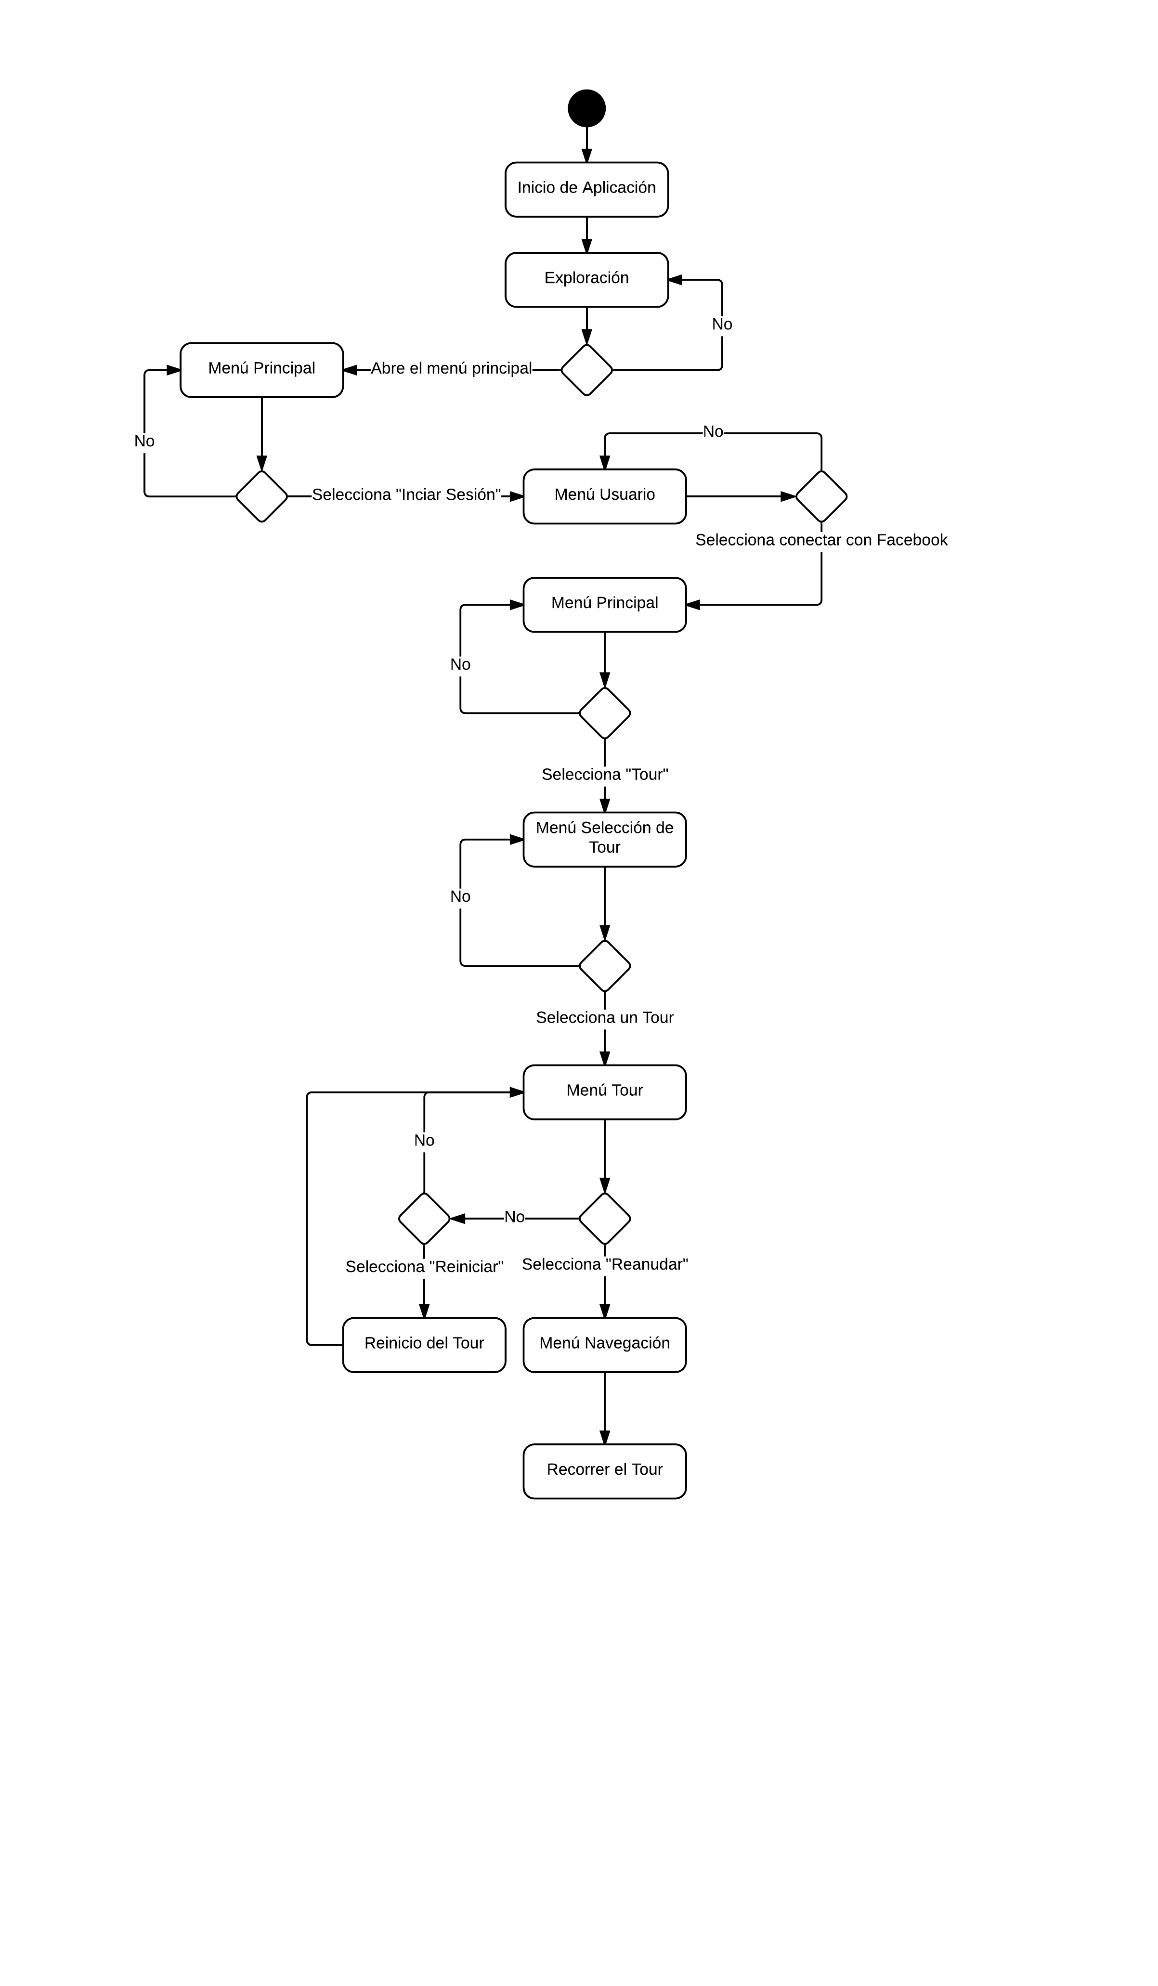 Inicio de Aplicación
Exploración
No
Menú Principal
Abre el menú principal
No
No
Selecciona "Inciar Sesión"
Menú Usuario
Selecciona conectar con Facebook
Menú Principal
No
Selecciona "Tour"
Menú Selección de
Tour
No
Selecciona un Tour
Menú Tour
No
No
Selecciona "Reiniciar"
Selecciona "Reanudar"
Reinicio del Tour
Menú Navegación
Recorrer el Tour